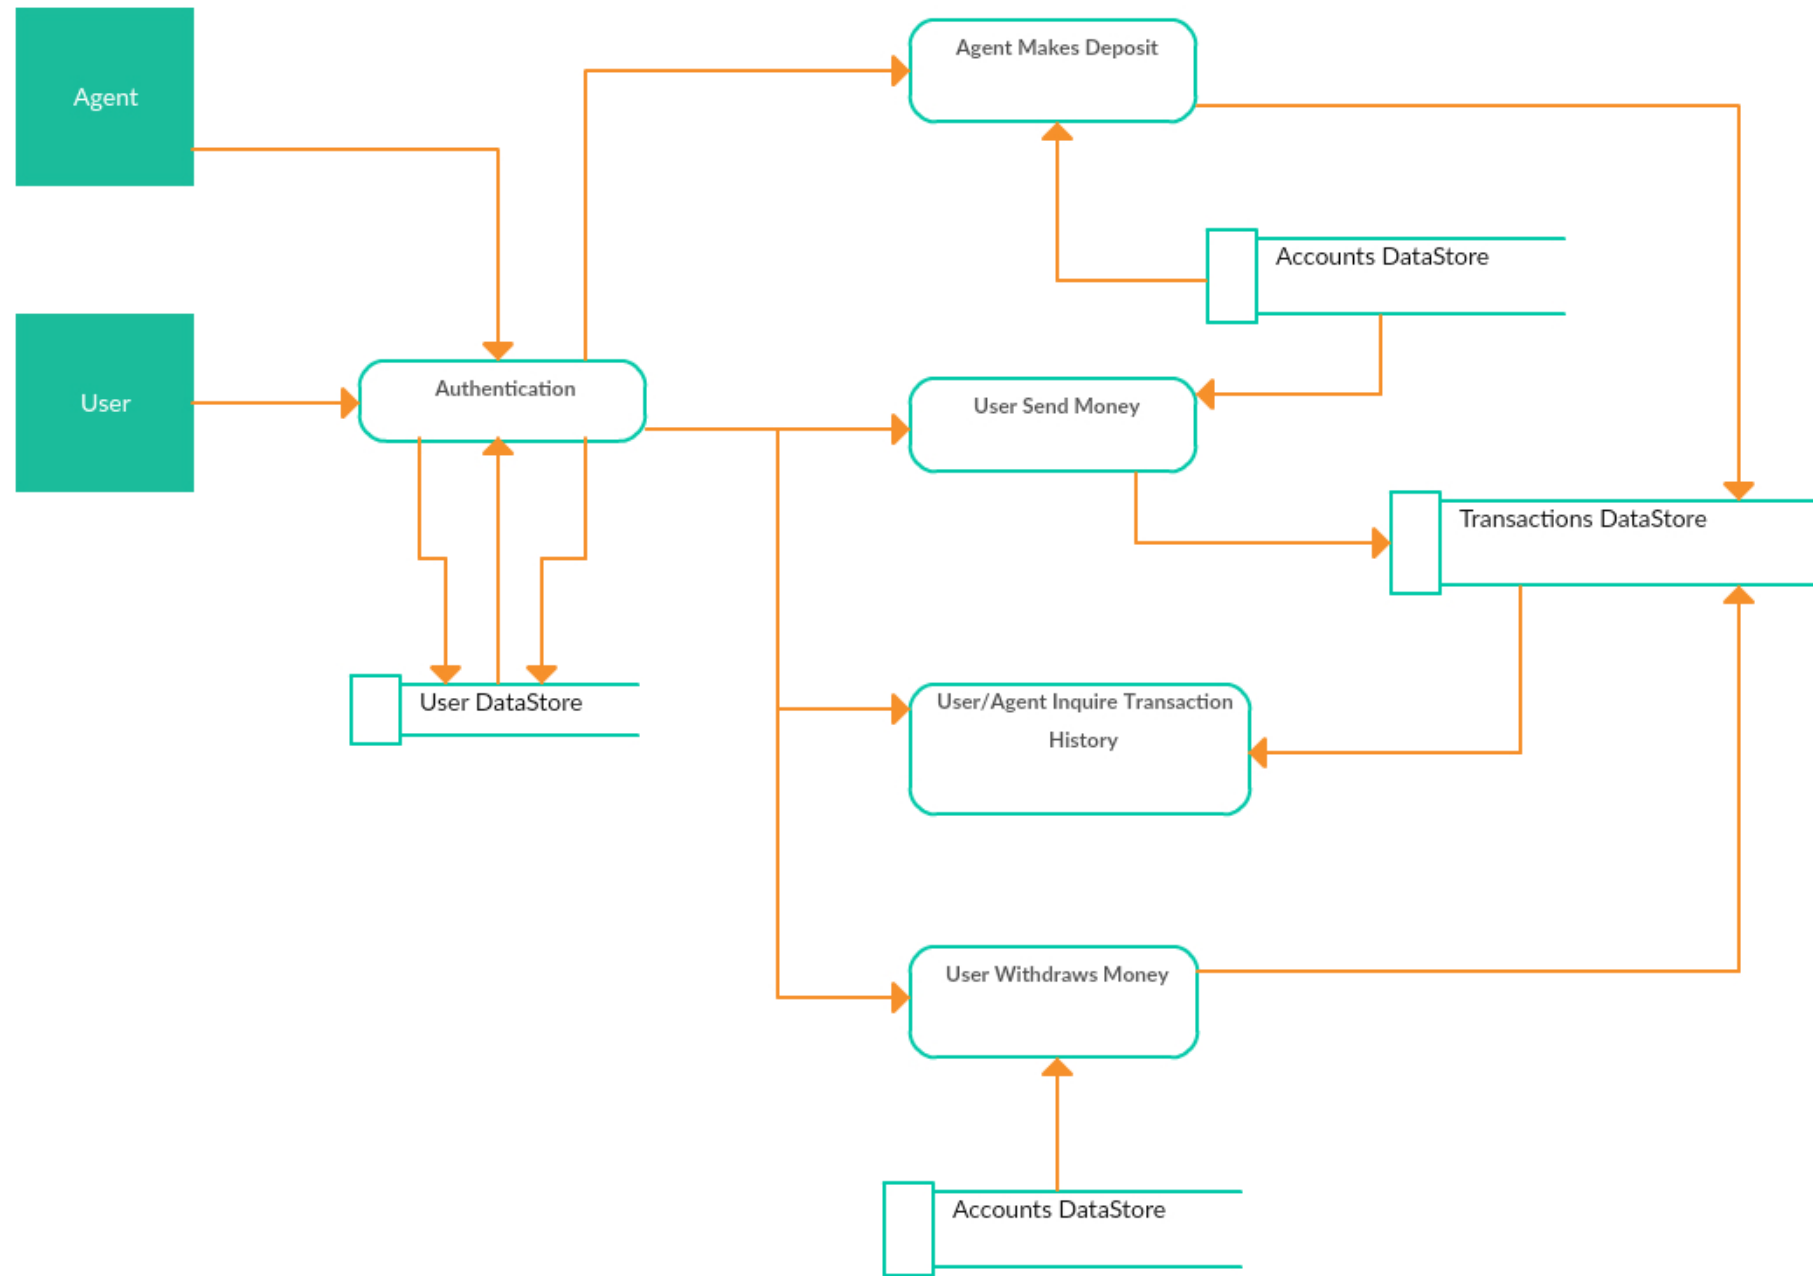 Agent
Agent Makes Deposit
Accounts DataStore
User
Authentication
User Send Money
Transactions DataStore
User DataStore
User/Agent Inquire Transaction
History
User Withdraws Money
Accounts DataStore